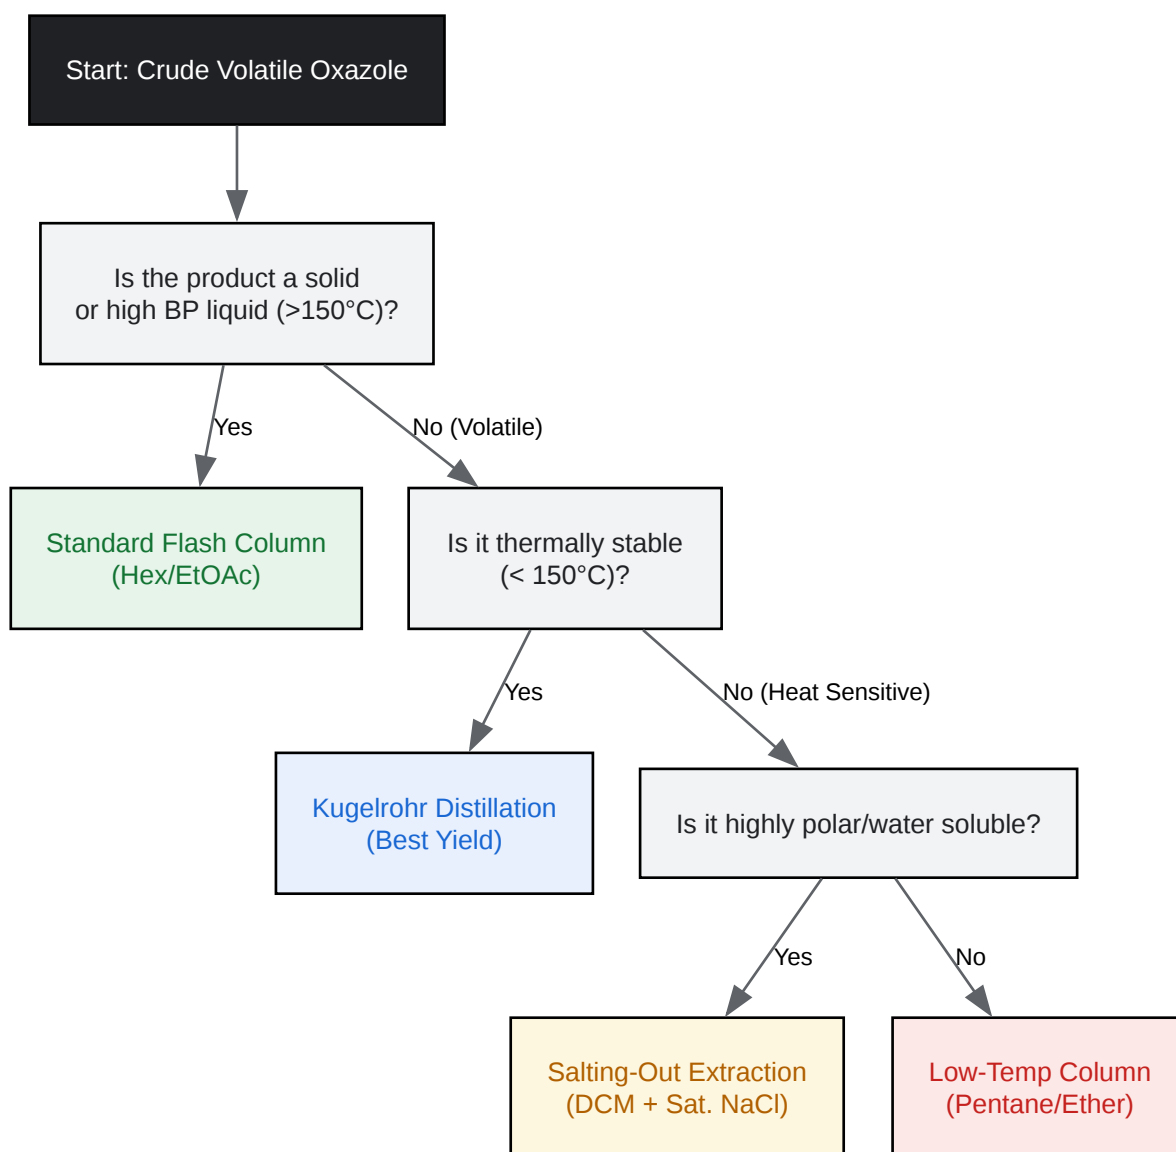 Start: Crude Volatile Oxazole
Is the product a solid
or high BP liquid (>150°C)?
Yes
No (Volatile)
Standard Flash Column
(Hex/EtOAc)
Is it thermally stable
(< 150°C)?
Yes
No (Heat Sensitive)
Kugelrohr Distillation
(Best Yield)
Is it highly polar/water soluble?
Yes
No
Salting-Out Extraction
(DCM + Sat. NaCl)
Low-Temp Column
(Pentane/Ether)